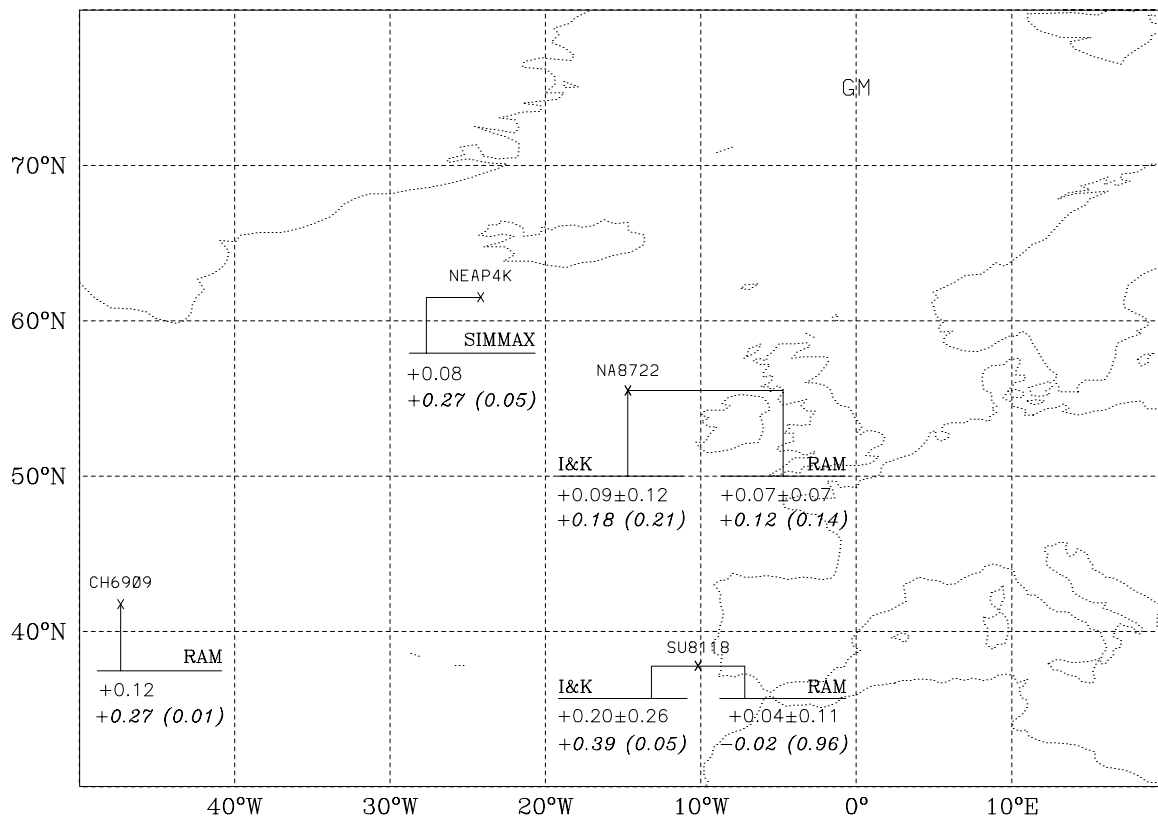 GM
70°N
NEAP4K
60°N
SIMMAX
+0.08
+0.27 (0.05)
NA8722
I&K
RAM
50°N
+0.09±0.12
+0.07±0.07
+0.18 (0.21)
+0.12 (0.14)
CH6909
40°N
SU8118
RAM
I&K
RAM
+0.12
+0.20±0.26
+0.04±0.11
+0.27 (0.01)
+0.39 (0.05)
−0.02 (0.96)
40°W
30°W
20°W
10°W
0°
10°E